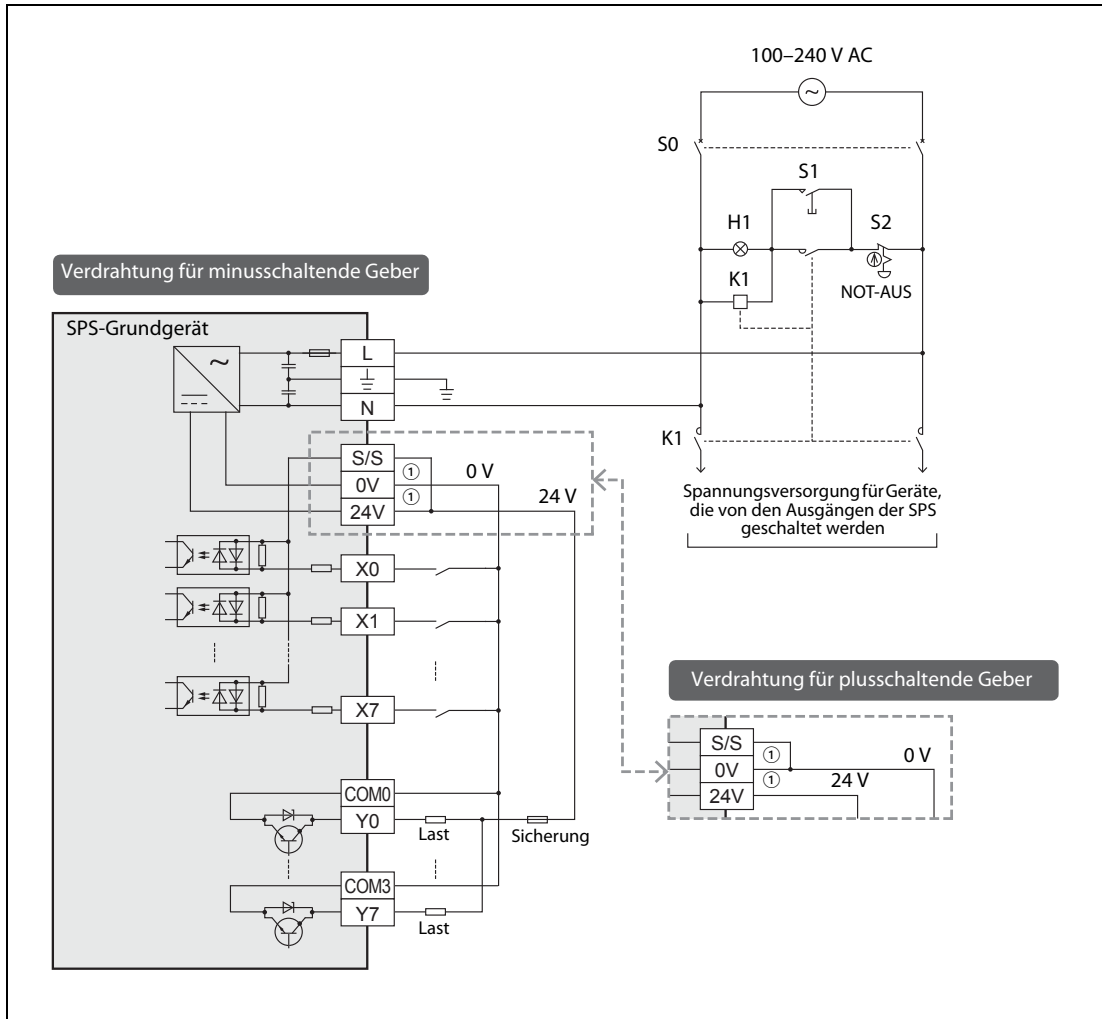 100–240 V AC
S0
S1
H1
S2
K1
NOT-AUS
Verdrahtung für minusschaltende Geber
SPS-Grundgerät
L
N
K1
S/S
0V
24V
①
①
0 V
24 V
Spannungsversorgung für Geräte,
die von den Ausgängen der SPS
geschaltet werden
X0
X1
X7
Verdrahtung für plusschaltende Geber
S/S
0V
24V
①
①
0 V
24 V
COM0
Y0
Last
Sicherung
COM3
Y7
Last